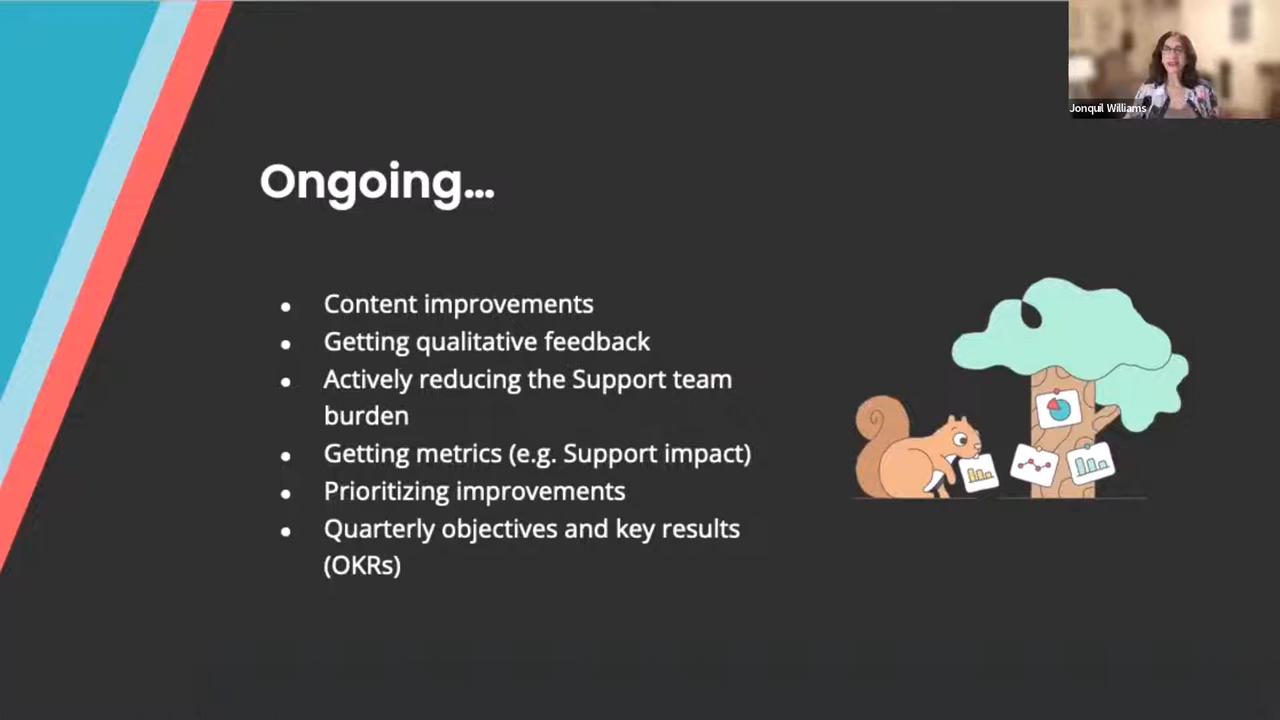 Jonquil Williams
Ongoing...
• Content improvements
• Getting qualitative feedback
• Actively reducing the Support team
burden
• Getting metrics (e.g. Support impact)
• Prioritizing improvements
• Quarterly objectives and key results
(OKRs)